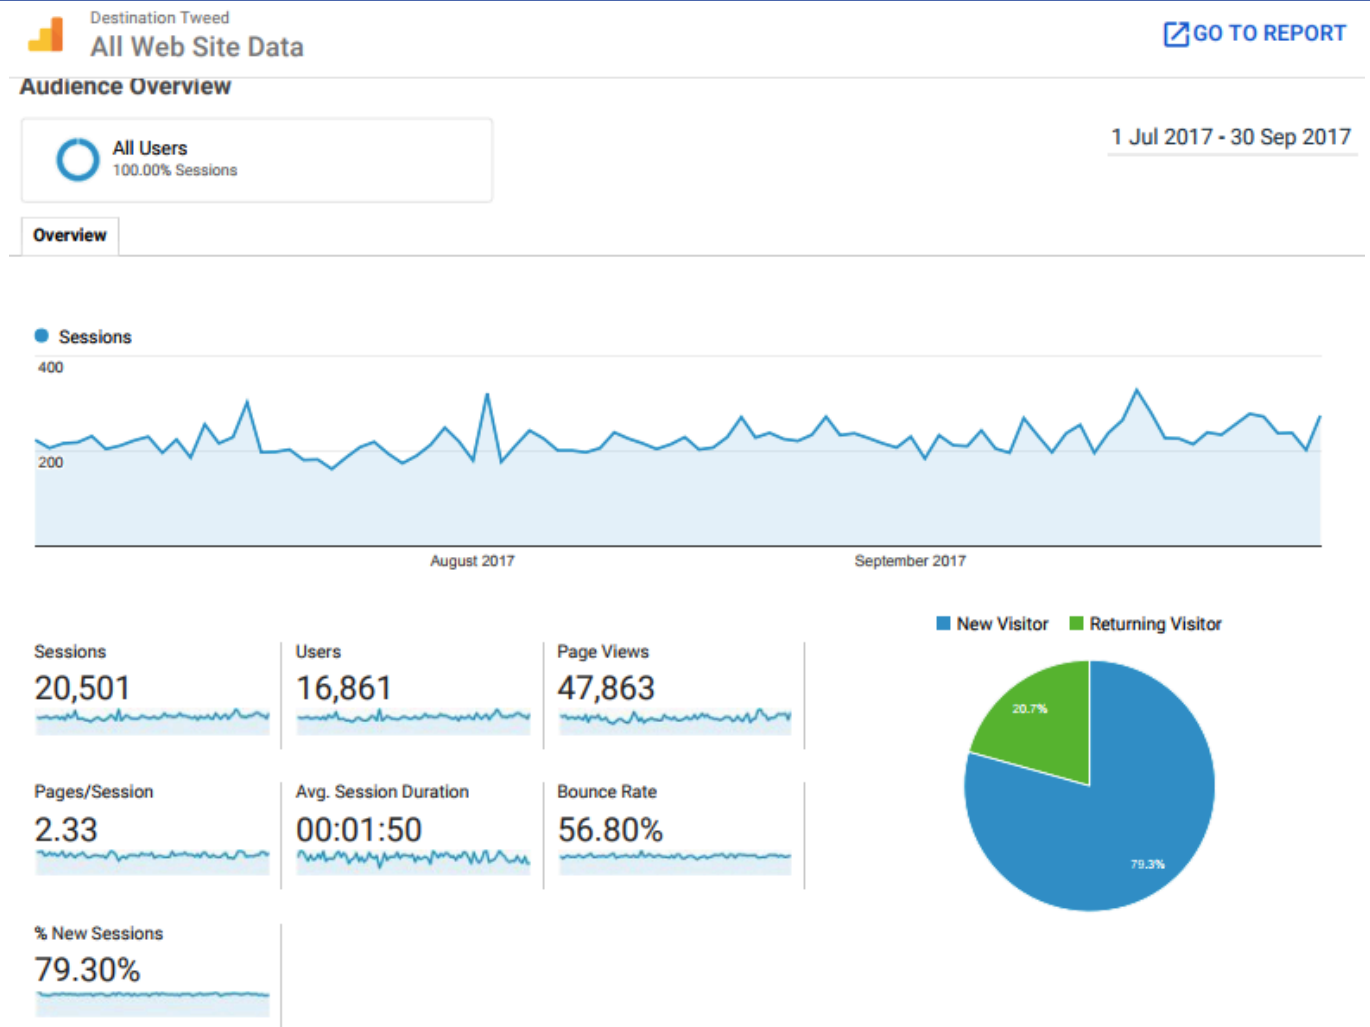 Destination Tweed
All Web Site Data
GO TO REPORT
Audience Overview
All Users
100.00% Sessions
1 Jul 2017 - 30 Sep 2017
Overview
Sessions
400
200
August 2017
September 2017
New Visitor
Returning Visitor
Sessions
20,501
Users
16,861
Page Views
47,863
Pages/Session
2.33
Avg. Session Duration
00:01:50
Bounce Rate
56.80%
% New Sessions
79.30%
20.7%
79.3%